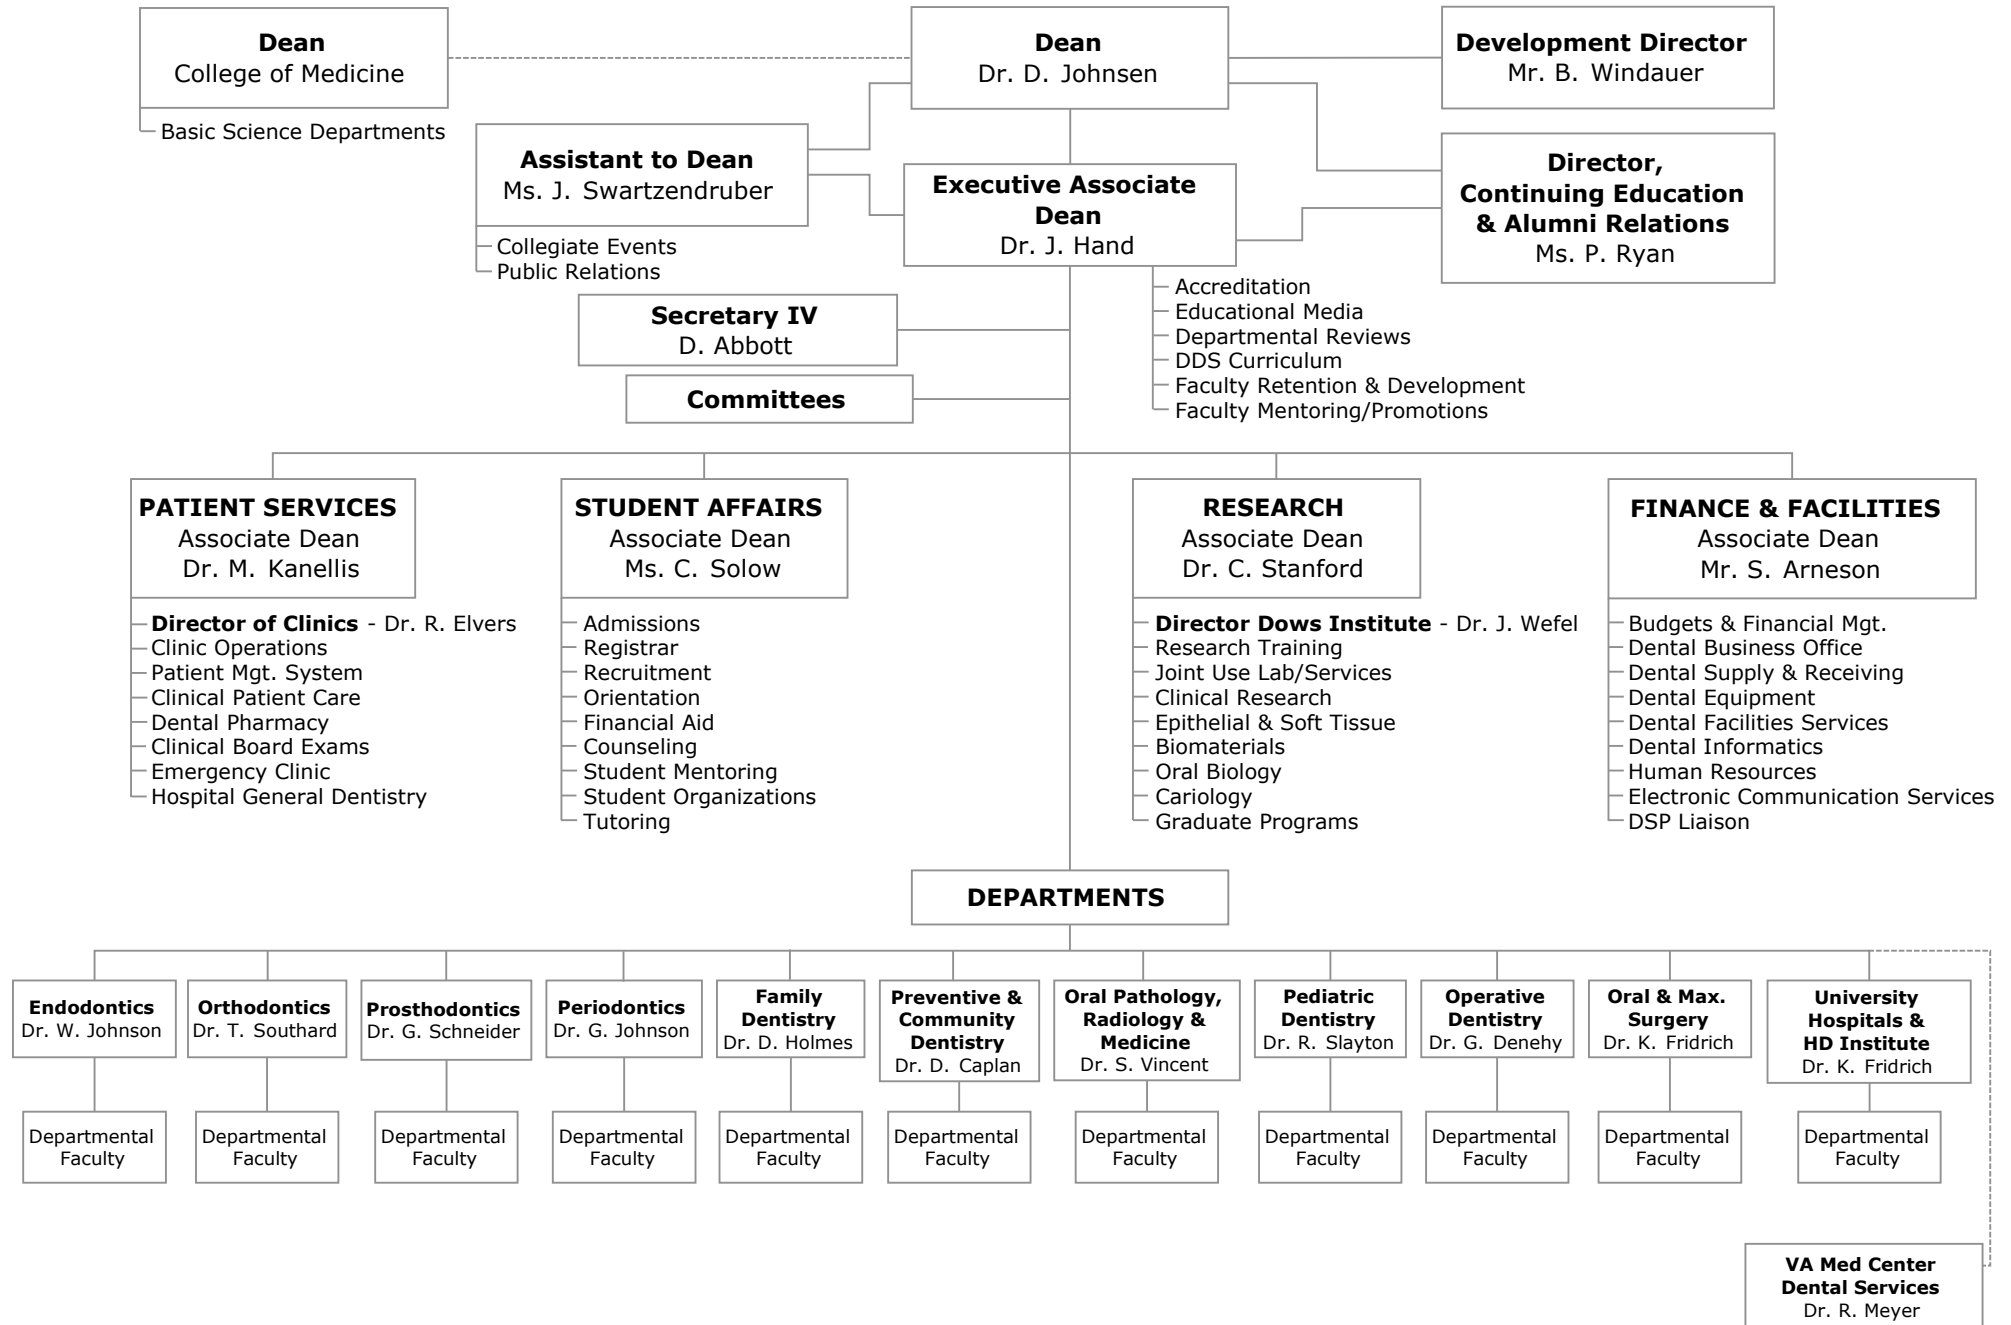 Dean
College of Medicine
Basic Science Departments
Dean
Dr. D. Johnsen
Development Director
Mr. B. Windauer
Assistant to Dean
Ms. J. Swartzendruber
Collegiate Events
Public Relations
Executive Associate
Dean
Dr. J. Hand
Director,
Continuing Education
& Alumni Relations
Ms. P. Ryan
Accreditation
Educational Media
Departmental Reviews
DDS Curriculum
Faculty Retention & Development
Faculty Mentoring/Promotions
Secretary IV
D. Abbott
Committees
PATIENT SERVICES
Associate Dean
Dr. M. Kanellis
Director of Clinics - Dr. R. Elvers
Clinic Operations
Patient Mgt. System
Clinical Patient Care
Dental Pharmacy
Clinical Board Exams
Emergency Clinic
Hospital General Dentistry
STUDENT AFFAIRS
Associate Dean
Ms. C. Solow
Admissions
Registrar
Recruitment
Orientation
Financial Aid
Counseling
Student Mentoring
Student Organizations
Tutoring
RESEARCH
Associate Dean
Dr. C. Stanford
Director Dows Institute - Dr. J. Wefel
Research Training
Joint Use Lab/Services
Clinical Research
Epithelial & Soft Tissue
Biomaterials
Oral Biology
Cariology
Graduate Programs
FINANCE & FACILITIES
Associate Dean
Mr. S. Arneson
Budgets & Financial Mgt.
Dental Business Office
Dental Supply & Receiving
Dental Equipment
Dental Facilities Services
Dental Informatics
Human Resources
Electronic Communication Services
DSP Liaison
DEPARTMENTS
Endodontics
Dr. W. Johnson
Orthodontics
Dr. T. Southard
Prosthodontics
Dr. G. Schneider
Periodontics
Dr. G. Johnson
Family
Dentistry
Dr. D. Holmes
Preventive &
Community
Dentistry
Dr. D. Caplan
Oral Pathology,
Radiology &
Medicine
Dr. S. Vincent
Pediatric
Dentistry
Dr. R. Slayton
Operative
Dentistry
Dr. G. Denehy
Oral & Max.
Surgery
Dr. K. Fridrich
University
Hospitals &
HD Institute
Dr. K. Fridrich
Departmental
Faculty
Departmental
Faculty
Departmental
Faculty
Departmental
Faculty
Departmental
Faculty
Departmental
Faculty
Departmental
Faculty
Departmental
Faculty
Departmental
Faculty
Departmental
Faculty
Departmental
Faculty
VA Med Center
Dental Services
Dr. R. Meyer